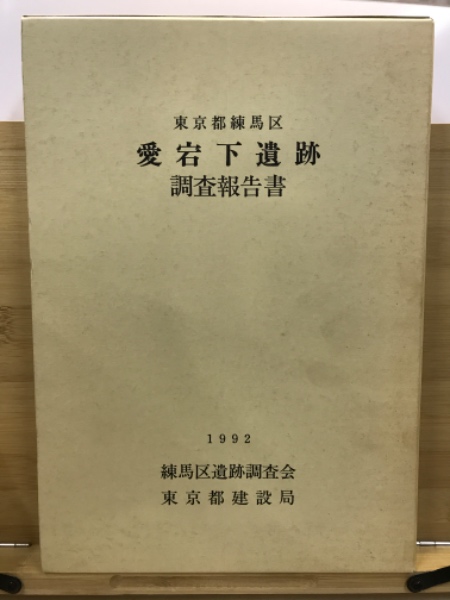 東京都練馬区
愛宕下遺跡
調査報告書
1992
練馬区遺跡調査会
東京都建設局